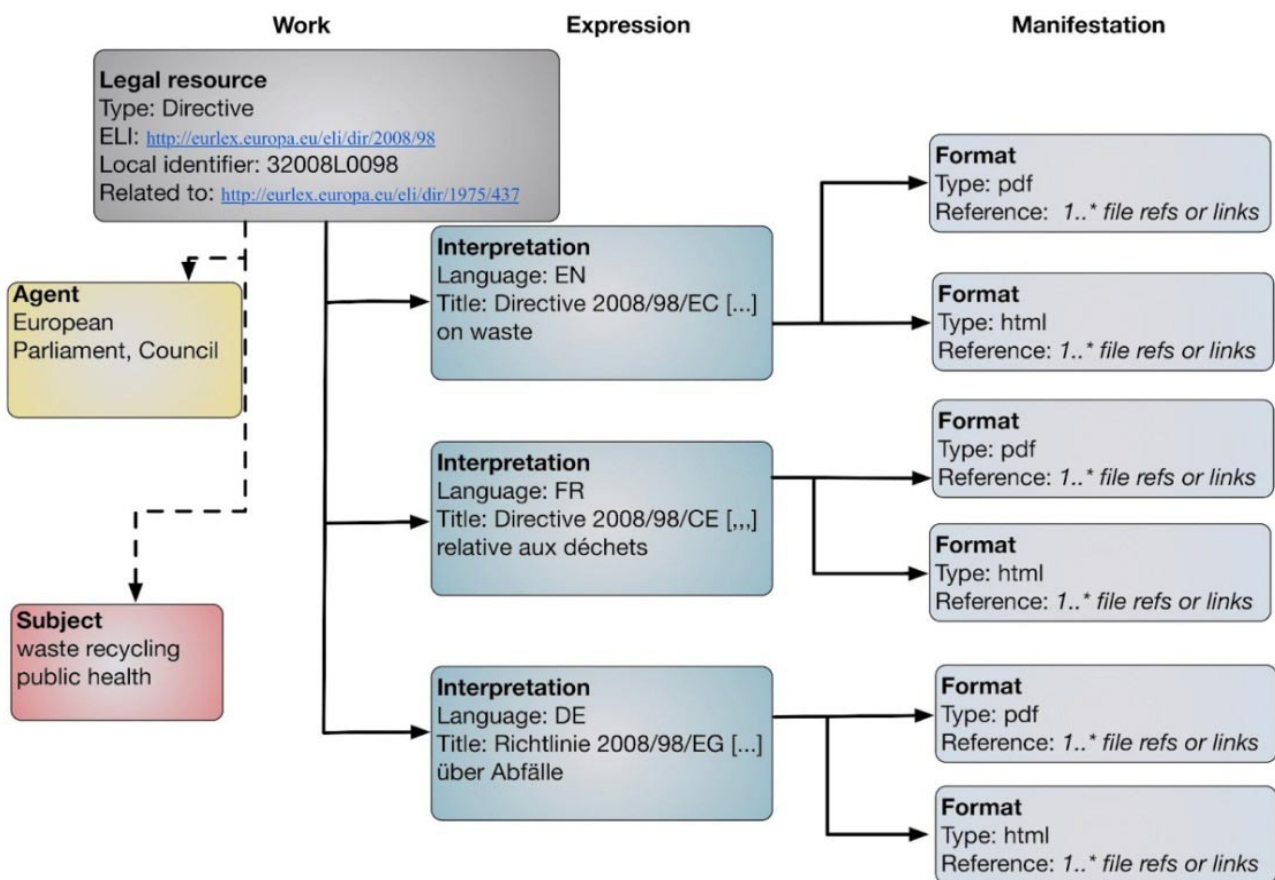 Work
Expression
Manifestation
Legal resource
Type: Directive
ELI: http://eurlex.europa.eu/eli/dir/2008/98
Local identifier: 32008L0098
Related to: http://eurlex.europa.eu/eli/dir/1975/437
Agent
European
Parliament, Council
Subject
waste recycling
public health
Interpretation
Language: EN
Title: Directive 2008/98/EC [...]
on waste
Interpretation
Language: FR
Title: Directive 2008/98/CE [,,,]
relative aux déchets
Interpretation
Language: DE
Title: Richtlinie 2008/98/EG [...]
über Abfälle
Format
Type: pdf
Reference: 1..* file refs or links
Format
Type: html
Reference: 1..* file refs or links
Format
Type: pdf
Reference: 1..* file refs or links
Format
Type: html
Reference: 1..* file refs or links
Format
Type: pdf
Reference: 1..* file refs or links
Format
Type: html
Reference: 1..* file refs or links